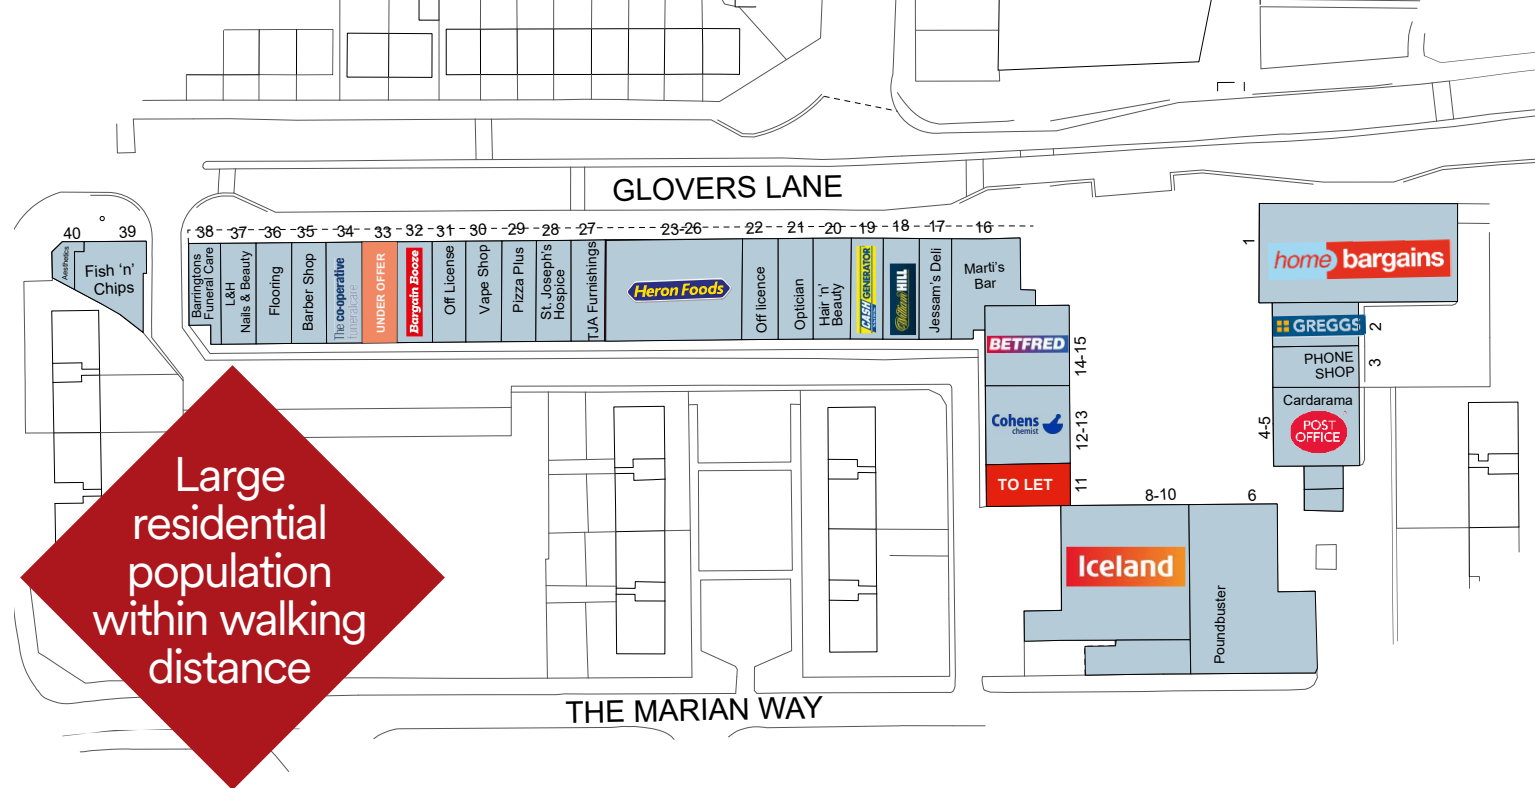 GLOVERS LANE
40
39
38
37
36
35
34
33
32
31
30
29
28
27
23-26
22
21
20
19
18
17
16
Aesthetics
Fish ‘n’
Chips
Barringtons
Funeral Care
L&H
Nails & Beauty
Flooring
Barber Shop
The co-operative
funeralcare
UNDER OFFER
Bargain Booze
Off License
Vape Shop
Pizza Plus
St. Joseph's
Hospice
TJA Furnishings
Heron Foods
Off licence
Optician
Hair ‘n’
Beauty
CASH GENERATOR
William HILL
Jessam's Deli
Marti's
Bar
1
home bargains
GREGGS
2
PHONE
SHOP
3
Cardarama
POST
OFFICE
4-5
BETFRED
14-15
Cohens
chemist
12-13
TO LET
11
8-10
6
Iceland
Poundbuster
Large
residential
population
within walking
distance
THE MARIAN WAY